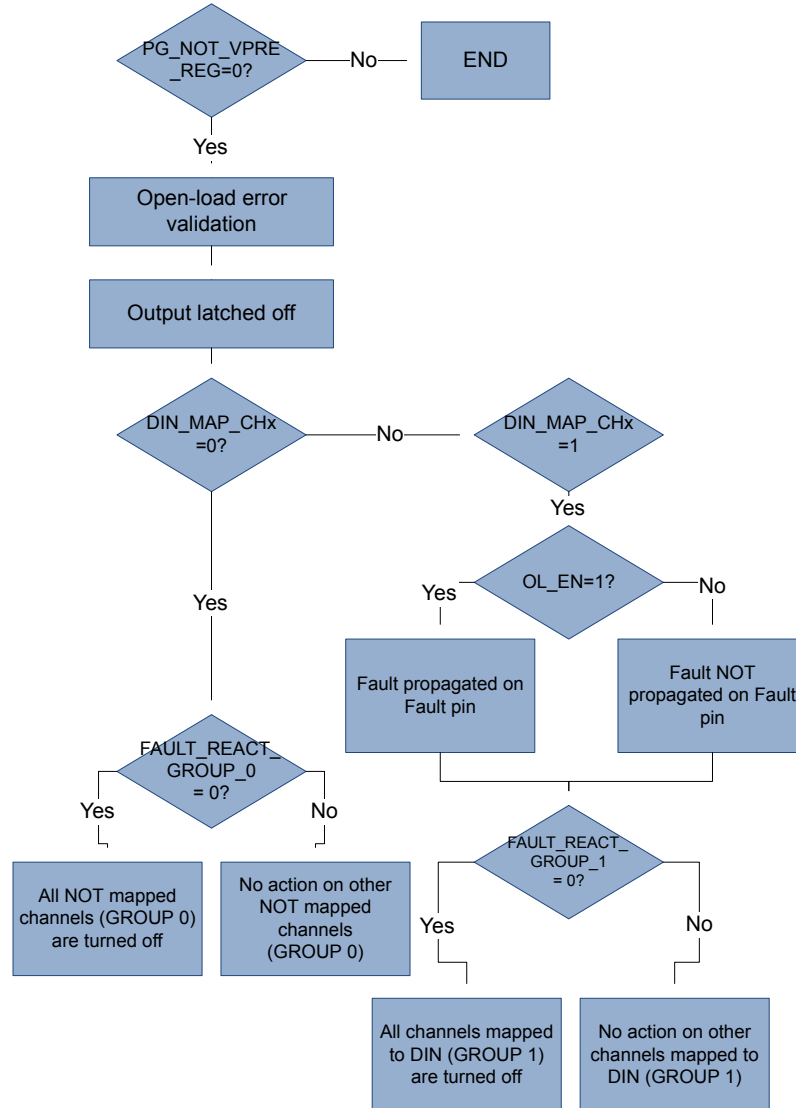 PG_NOT_VPRE
_REG=0?
No
END
Yes
Open-load error
validation
Output latched off
DIN_MAP_CHx
=0?
No
DIN_MAP_CHx
=1
Yes
Yes
OL_EN=1?
Yes
No
Fault propagated on
Fault pin
Fault NOT
propagated on Fault
pin
FAULT_REACT_
GROUP_0
= 0?
Yes
No
All NOT mapped
channels (GROUP 0)
are turned off
No action on other
NOT mapped
channels
(GROUP 0)
FAULT_REACT_
GROUP_1
= 0?
Yes
No
All channels mapped
to DIN (GROUP 1)
are turned off
No action on other
channels mapped to
DIN (GROUP 1)